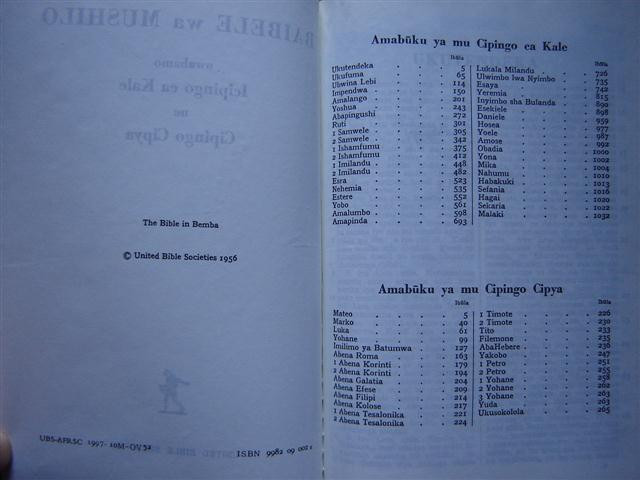 The Bible in Bemba
© United Bible Societies 1956
UBS-AFRSC 1997-10M-OV52
ISBN 9982 09 002 1
Amabūku ya mu Cipingo ca Kale
Ibūla
Ukutendeka 5
Ukufuma 65
Ubwina Lebi 114
Impendwa 150
Amalango 201
Yoshua 243
Abapingushi 272
Ruti 301
1 Samwele 305
2 Samwele 342
1 Ishamfumu 375
2 Ishamfumu 412
1 Imilandu 448
2 Imilandu 482
Esra 523
Nehemia 535
Estere 552
Yobo 561
Amalumbo 598
Amapinda 693
Ibūla
Lukala Milandu 726
Ulwimbo lwa Nyimbo 735
Esaya 742
Yeremia 815
Inyimbo sha Bulanda 890
Esekiele 898
Daniele 959
Hosea 977
Yoele 987
Amose 992
Obadia 1000
Yona 1002
Mika 1004
Nahumu 1010
Habakuki 1013
Sefania 1016
Hagai 1020
Sekaria 1022
Malaki 1032
Amabūku ya mu Cipingo Cipya
Ibūla
Mateo 5
Marko 40
Luka 61
Yohane 99
Imilimo ya Batumwa 127
Abena Roma 163
1 Abena Korinti 179
2 Abena Korinti 194
Abena Galatia 204
Abena Efese 209
Abena Filipi 214
Abena Kolose 217
1 Abena Tesalonika 221
2 Abena Tesalonika 224
Ibūla
1 Timote 226
2 Timote 230
Tito 233
Filemone 235
AbaHebere 236
Yakobo 247
1 Petro 251
2 Petro 255
1 Yohane 258
2 Yohane 262
3 Yohane 263
Yuda 263
Ukusokolola 265